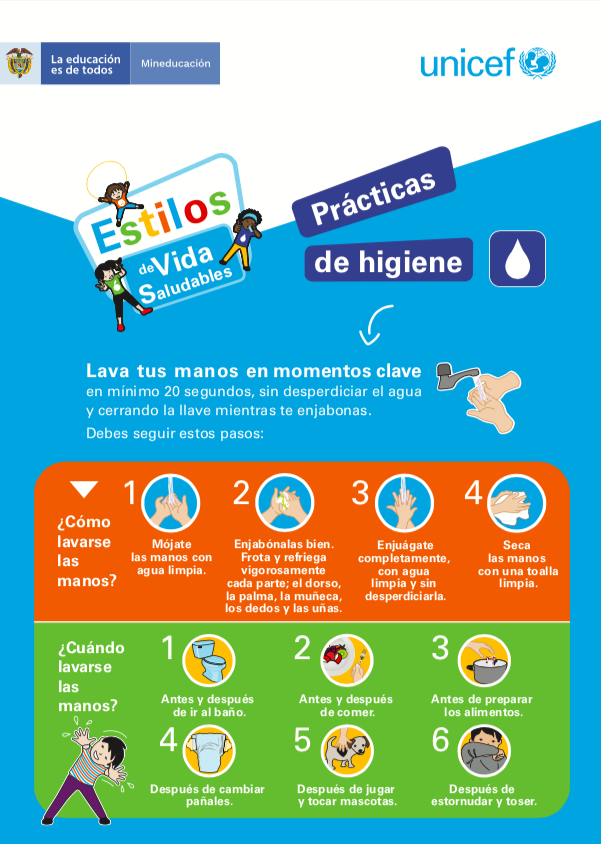 La educación
es de todos
Mineducación
unicef
Estilos
de Vida
Saludables
Prácticas
de higiene
Lava tus manos en momentos clave
en mínimo 20 segundos, sin desperdiciar el agua
y cerrando la llave mientras te enjabonas.
Debes seguir estos pasos:
¿Cómo
lavarse
las
manos?
1
Mójate
las manos con
agua limpia.
2
Enjabónalas bien.
Frota y refriega
vigorosamente
cada parte; el dorso,
la palma, la muñeca,
los dedos y las uñas.
3
Enjuágate
completamente,
con agua
limpia y sin
desperdiciarla.
4
Seca
las manos
con una toalla
limpia.
¿Cuándo
lavarse
las
manos?
1
Antes y después
de ir al baño.
2
Antes y después
de comer.
3
Antes de preparar
los alimentos.
4
Después de cambiar
pañales.
5
Después de jugar
y tocar mascotas.
6
Después de
estornudar y toser.